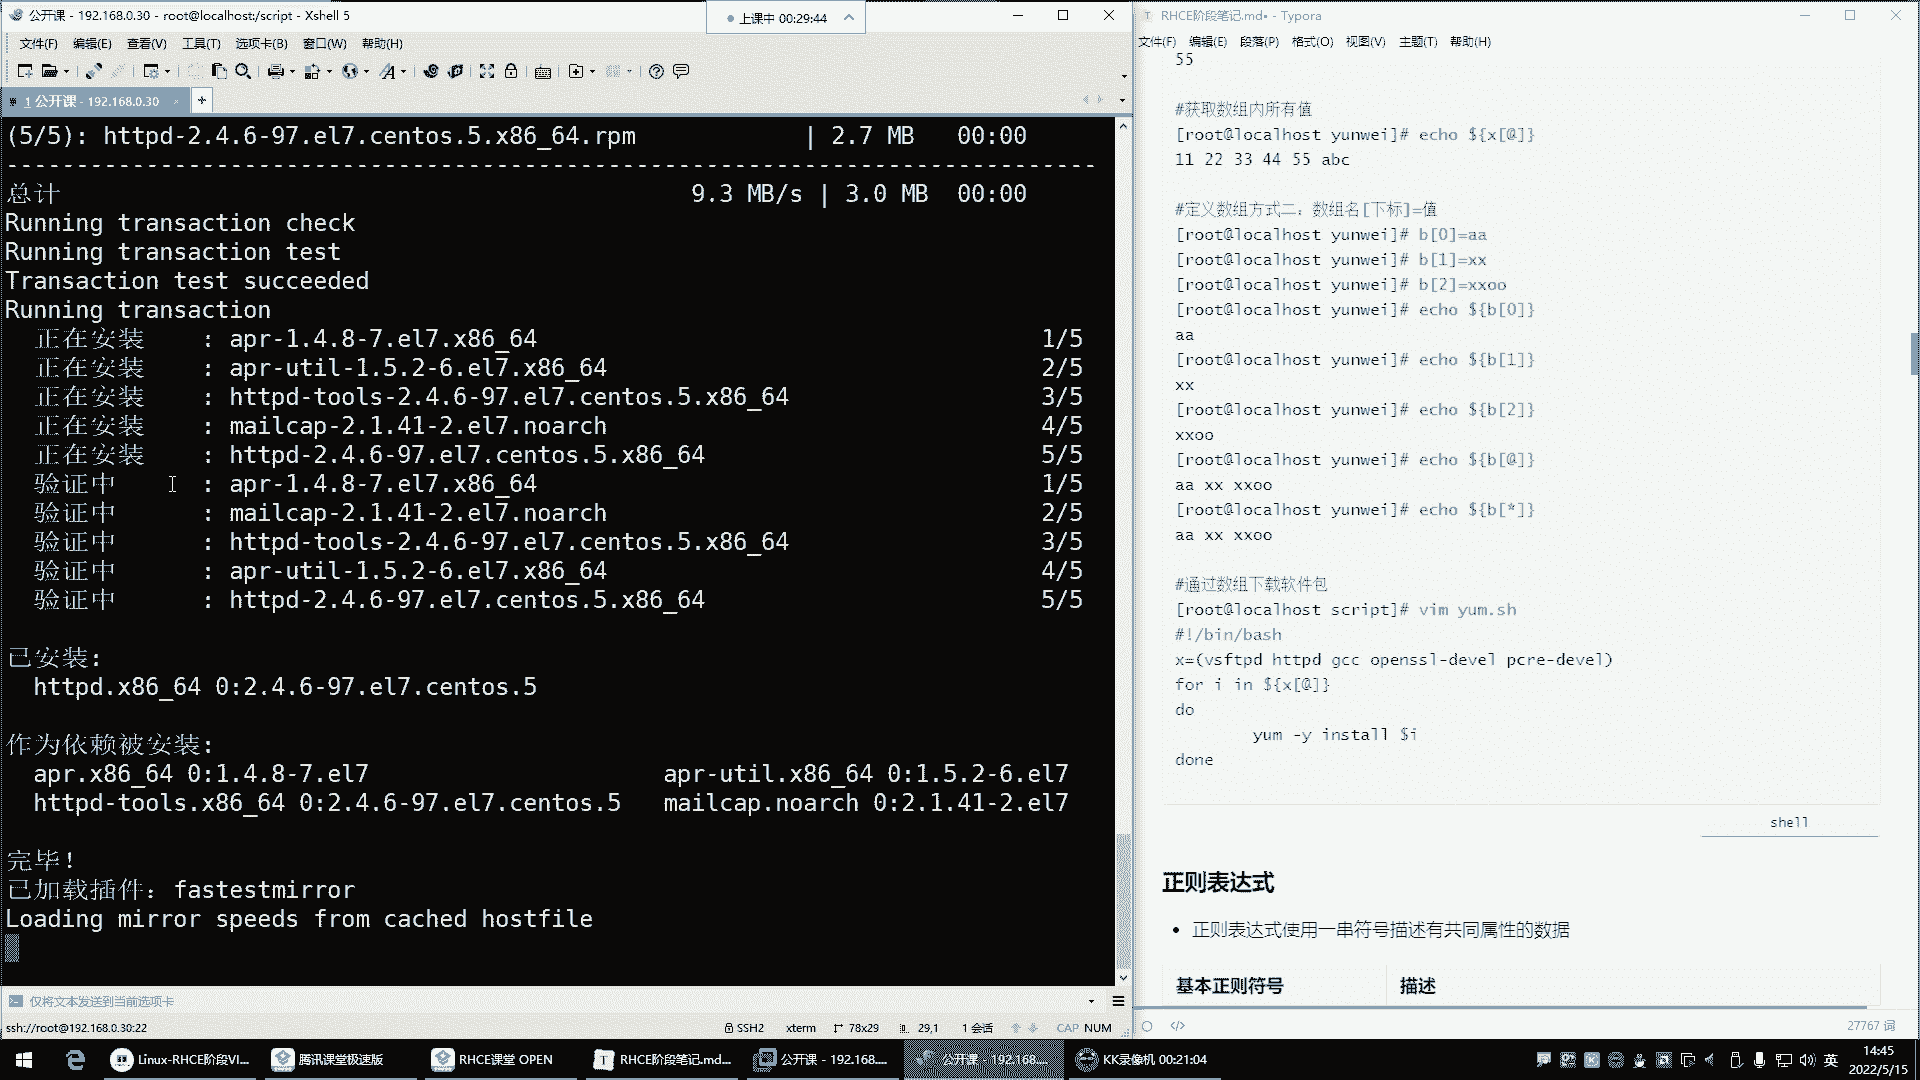 公开课 - 192.168.0.30 - root@localhost:/script - Xshell 5
上课中 00:29:44
文件(F) 编辑(E) 查看(V) 工具(T) 选项卡(B) 窗口(W) 帮助(H)
1 公开课 - 192.168.0.30
(5/5): httpd-2.4.6-97.el7.centos.5.x86_64.rpm | 2.7 MB 00:00
--------------------------------------------------------------------------------
总计 9.3 MB/s | 3.0 MB 00:00
Running transaction check
Running transaction test
Transaction test succeeded
Running transaction
正在安装 : apr-1.4.8-7.el7.x86_64 1/5
正在安装 : apr-util-1.5.2-6.el7.x86_64 2/5
正在安装 : httpd-tools-2.4.6-97.el7.centos.5.x86_64 3/5
正在安装 : mailcap-2.1.41-2.el7.noarch 4/5
正在安装 : httpd-2.4.6-97.el7.centos.5.x86_64 5/5
验证中 : apr-1.4.8-7.el7.x86_64 1/5
验证中 : mailcap-2.1.41-2.el7.noarch 2/5
验证中 : httpd-tools-2.4.6-97.el7.centos.5.x86_64 3/5
验证中 : apr-util-1.5.2-6.el7.x86_64 4/5
验证中 : httpd-2.4.6-97.el7.centos.5.x86_64 5/5
已安装:
httpd.x86_64 0:2.4.6-97.el7.centos.5
作为依赖被安装:
apr.x86_64 0:1.4.8-7.el7 apr-util.x86_64 0:1.5.2-6.el7
httpd-tools.x86_64 0:2.4.6-97.el7.centos.5 mailcap.noarch 0:2.1.41-2.el7
完毕！
已加载插件：fastestmirror
Loading mirror speeds from cached hostfile
仅将文本发送到当前选项卡
ssh://root@192.168.0.30:22 SSH2 xterm 78x29 29,1 1 会话 CAP NUM
RHCE阶段笔记.md• - Typora
文件(F) 编辑(E) 段落(P) 格式(O) 视图(V) 主题(T) 帮助(H)
55
#获取数组内所有值
[root@localhost yunwei]# echo ${x[@]}
11 22 33 44 55 abc
#定义数组方式二：数组名[下标]=值
[root@localhost yunwei]# b[0]=aa
[root@localhost yunwei]# b[1]=xx
[root@localhost yunwei]# b[2]=xxoo
[root@localhost yunwei]# echo ${b[0]}
aa
[root@localhost yunwei]# echo ${b[1]}
xx
[root@localhost yunwei]# echo ${b[2]}
xxoo
[root@localhost yunwei]# echo ${b[@]}
aa xx xxoo
[root@localhost yunwei]# echo ${b[*]}
aa xx xxoo
#通过数组下载软件包
[root@localhost script]# vim yum.sh
#!/bin/bash
x=(vsftpd httpd gcc openssl-devel pcre-devel)
for i in ${x[@]}
do
yum -y install $i
done
shell
正则表达式
• 正则表达式使用一串符号描述有共同属性的数据
基本正则符号 描述
27767 词
Linux-RHCE阶段VI... 腾讯课堂极速版 RHCE课堂 OPEN RHCE阶段笔记.md... 公开课 - 192.168.... 公开课 - 192.168.... KK录像机 00:21:04 英 14:45
2022/5/15